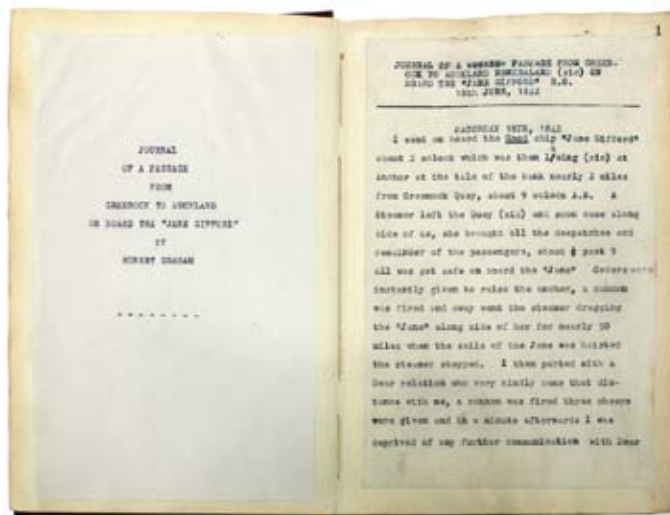 JOURNAL
OF A PASSAGE
FROM
GREENOCK TO AUCKLAND
ON BOARD THE "JANE GIFFORD"
BY
ROBERT GRAHAM
1
JOURNAL OF A PASSAGE FROM GREEN-
OCK TO AUCKLAND NEWZEALAND (sic) ON
BOARD THE "JANE GIFFORD" N.G.
18th JUNE, 1842
SATURDAY 18TH, 1842
I went on board the Good ship "Jane Gifford"
about 2 oclock which was then lying (sic) at
Anchor at the tale of the bank nearly 2 miles
from Greenock Quay, about 9 oclock A.M. A
Steamer left the Quay (sic) and soon came along
side of us, she brought all the despatches and
remainder of the passengers, about ½ past 9
all was got safe on board the "Jane" Orders were
instantly given to raise the anchor, a cannon
was fired and away went the steamer dragging
the "Jane" along side of her for nearly 50
miles when the sails of the Jane was hoisted
the steamer stopped. I then parted with a
Dear relation who very kindly came that dis-
tance with me, a cannon was fired three cheers
were given and in a minute afterwards I was
deprived of any further communication with Dear